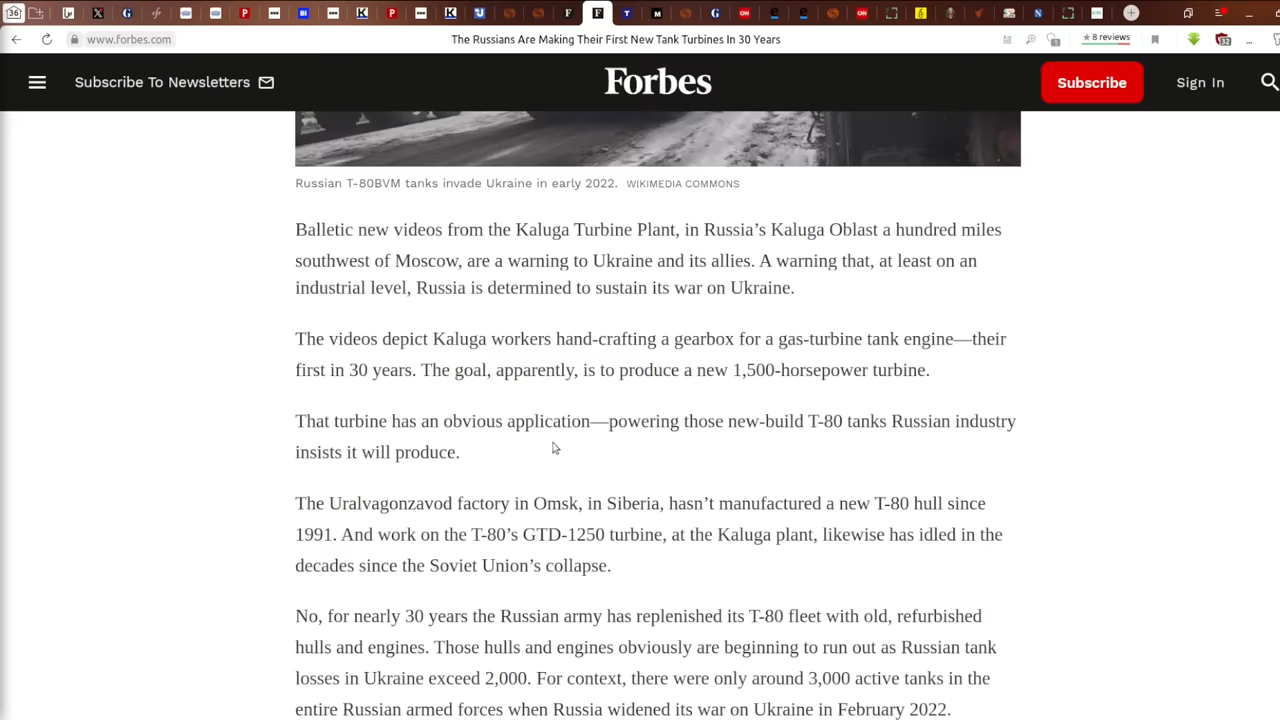 36
www.forbes.com
The Russians Are Making Their First New Tank Turbines In 30 Years
8 reviews
32
Subscribe To Newsletters
Forbes
Subscribe
Sign In
Russian T-80BVM tanks invade Ukraine in early 2022. WIKIMEDIA COMMONS
Balletic new videos from the Kaluga Turbine Plant, in Russia’s Kaluga Oblast a hundred miles
southwest of Moscow, are a warning to Ukraine and its allies. A warning that, at least on an
industrial level, Russia is determined to sustain its war on Ukraine.
The videos depict Kaluga workers hand-crafting a gearbox for a gas-turbine tank engine—their
first in 30 years. The goal, apparently, is to produce a new 1,500-horsepower turbine.
That turbine has an obvious application—powering those new-build T-80 tanks Russian industry
insists it will produce.
The Uralvagonzavod factory in Omsk, in Siberia, hasn’t manufactured a new T-80 hull since
1991. And work on the T-80’s GTD-1250 turbine, at the Kaluga plant, likewise has idled in the
decades since the Soviet Union’s collapse.
No, for nearly 30 years the Russian army has replenished its T-80 fleet with old, refurbished
hulls and engines. Those hulls and engines obviously are beginning to run out as Russian tank
losses in Ukraine exceed 2,000. For context, there were only around 3,000 active tanks in the
entire Russian armed forces when Russia widened its war on Ukraine in February 2022.